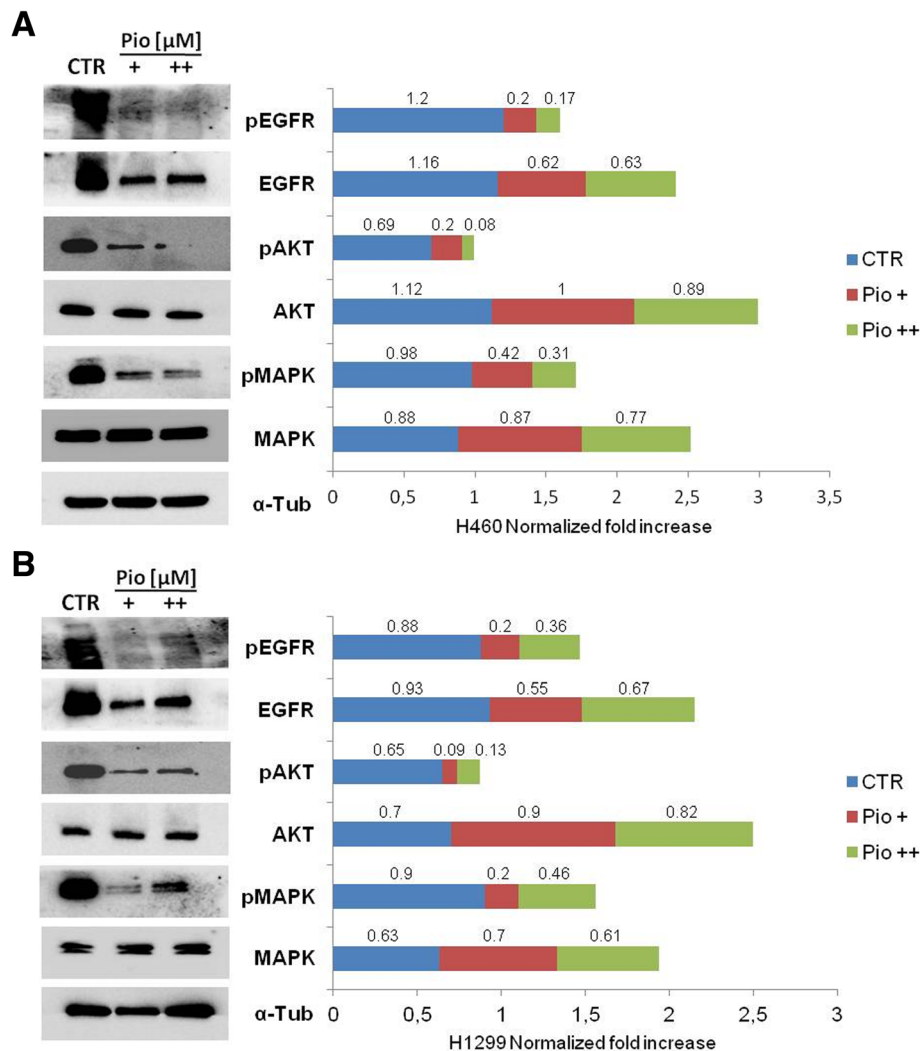 A
Pio [µM]
CTR + ++
1.2 0.2 0.17
pEGFR
1.16 0.62 0.63
EGFR
0.69 0.2 0.08
pAKT
1.12 1 0.89
AKT
0.98 0.42 0.31
pMAPK
0.88 0.87 0.77
MAPK
α-Tub
0 0,5 1 1,5 2 2,5 3 3,5
H460 Normalized fold increase
CTR
Pio +
Pio ++
B
Pio [µM]
CTR + ++
0.88 0.2 0.36
pEGFR
0.93 0.55 0.67
EGFR
0.65 0.09 0.13
pAKT
0.7 0.9 0.82
AKT
0.9 0.2 0.46
pMAPK
0.63 0.7 0.61
MAPK
α-Tub
0 0,5 1 1,5 2 2,5 3
H1299 Normalized fold increase
CTR
Pio +
Pio ++